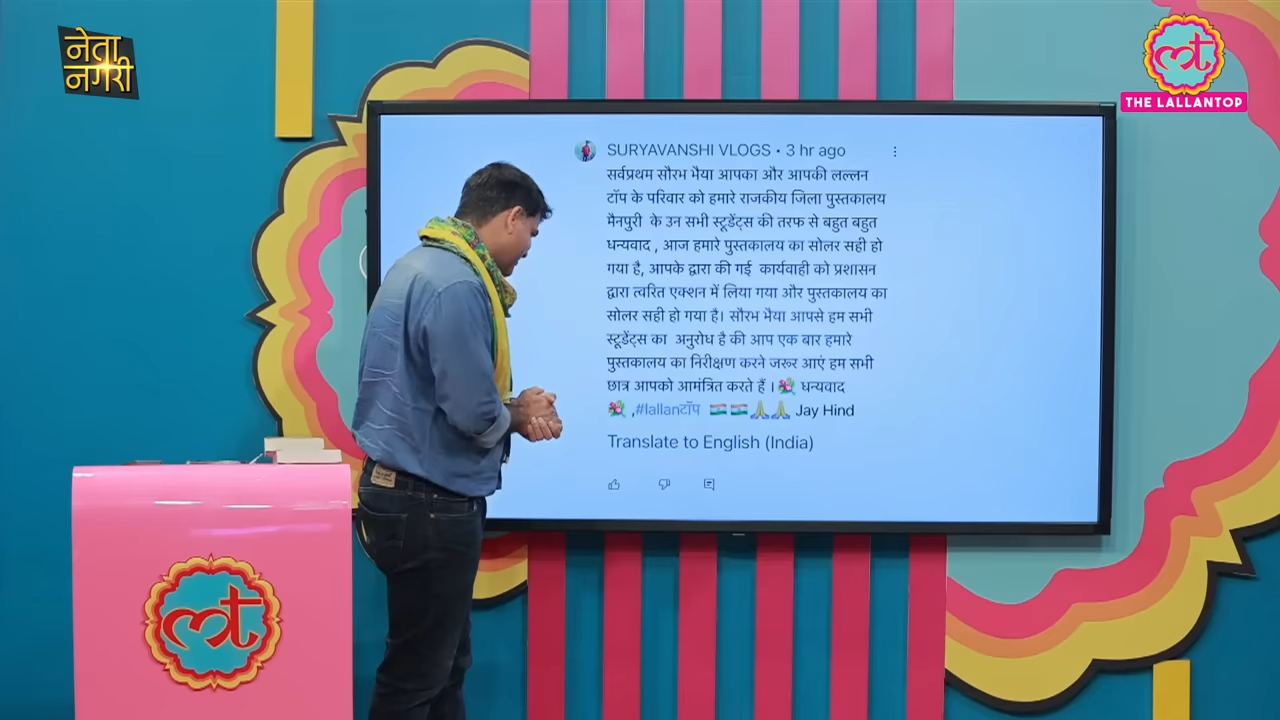 नेता
नगरी
mt
THE LALLANTOP
SURYAVANSHI VLOGS • 3 hr ago
सर्वप्रथम सौरभ भैया आपका और आपकी लल्लन
टॉप के परिवार को हमारे राजकीय जिला पुस्तकालय
मैनपुरी के उन सभी स्टूडेंट्स की तरफ से बहुत बहुत
धन्यवाद , आज हमारे पुस्तकालय का सोलर सही हो
गया है, आपके द्वारा की गई कार्यवाही को प्रशासन
द्वारा त्वरित एक्शन में लिया गया और पुस्तकालय का
सोलर सही हो गया है। सौरभ भैया आपसे हम सभी
स्टूडेंट्स का अनुरोध है की आप एक बार हमारे
पुस्तकालय का निरीक्षण करने जरूर आएं हम सभी
छात्र आपको आमंत्रित करते हैं । 💐 धन्यवाद
💐 ,#lallanटॉप 🇮🇳🇮🇳🙏🙏 Jay Hind
Translate to English (India)
mt